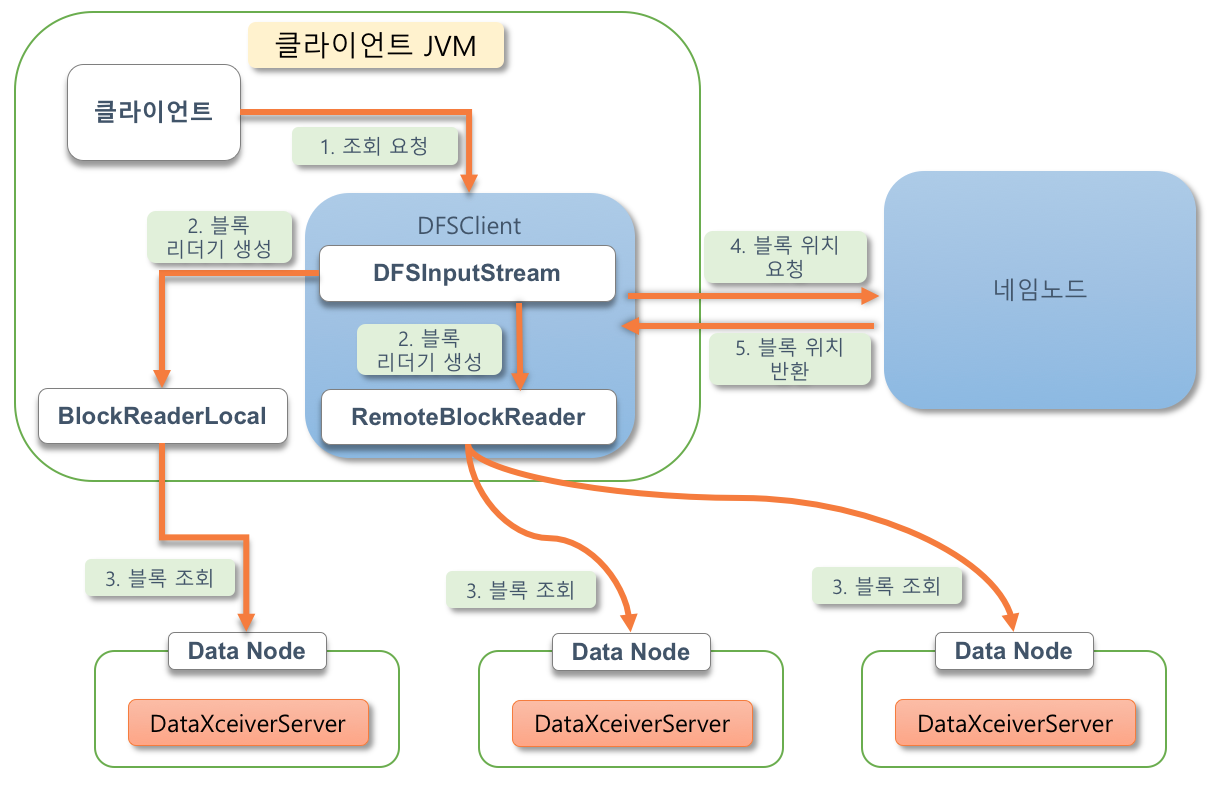 클라이언트 JVM
클라이언트
1. 조회 요청
2. 블록
리더기 생성
DFSClient
DFSInputStream
4. 블록 위치
요청
네임노드
2. 블록
리더기 생성
5. 블록 위치
반환
BlockReaderLocal
RemoteBlockReader
3. 블록 조회
3. 블록 조회
3. 블록 조회
Data Node
Data Node
Data Node
DataXceiverServer
DataXceiverServer
DataXceiverServer